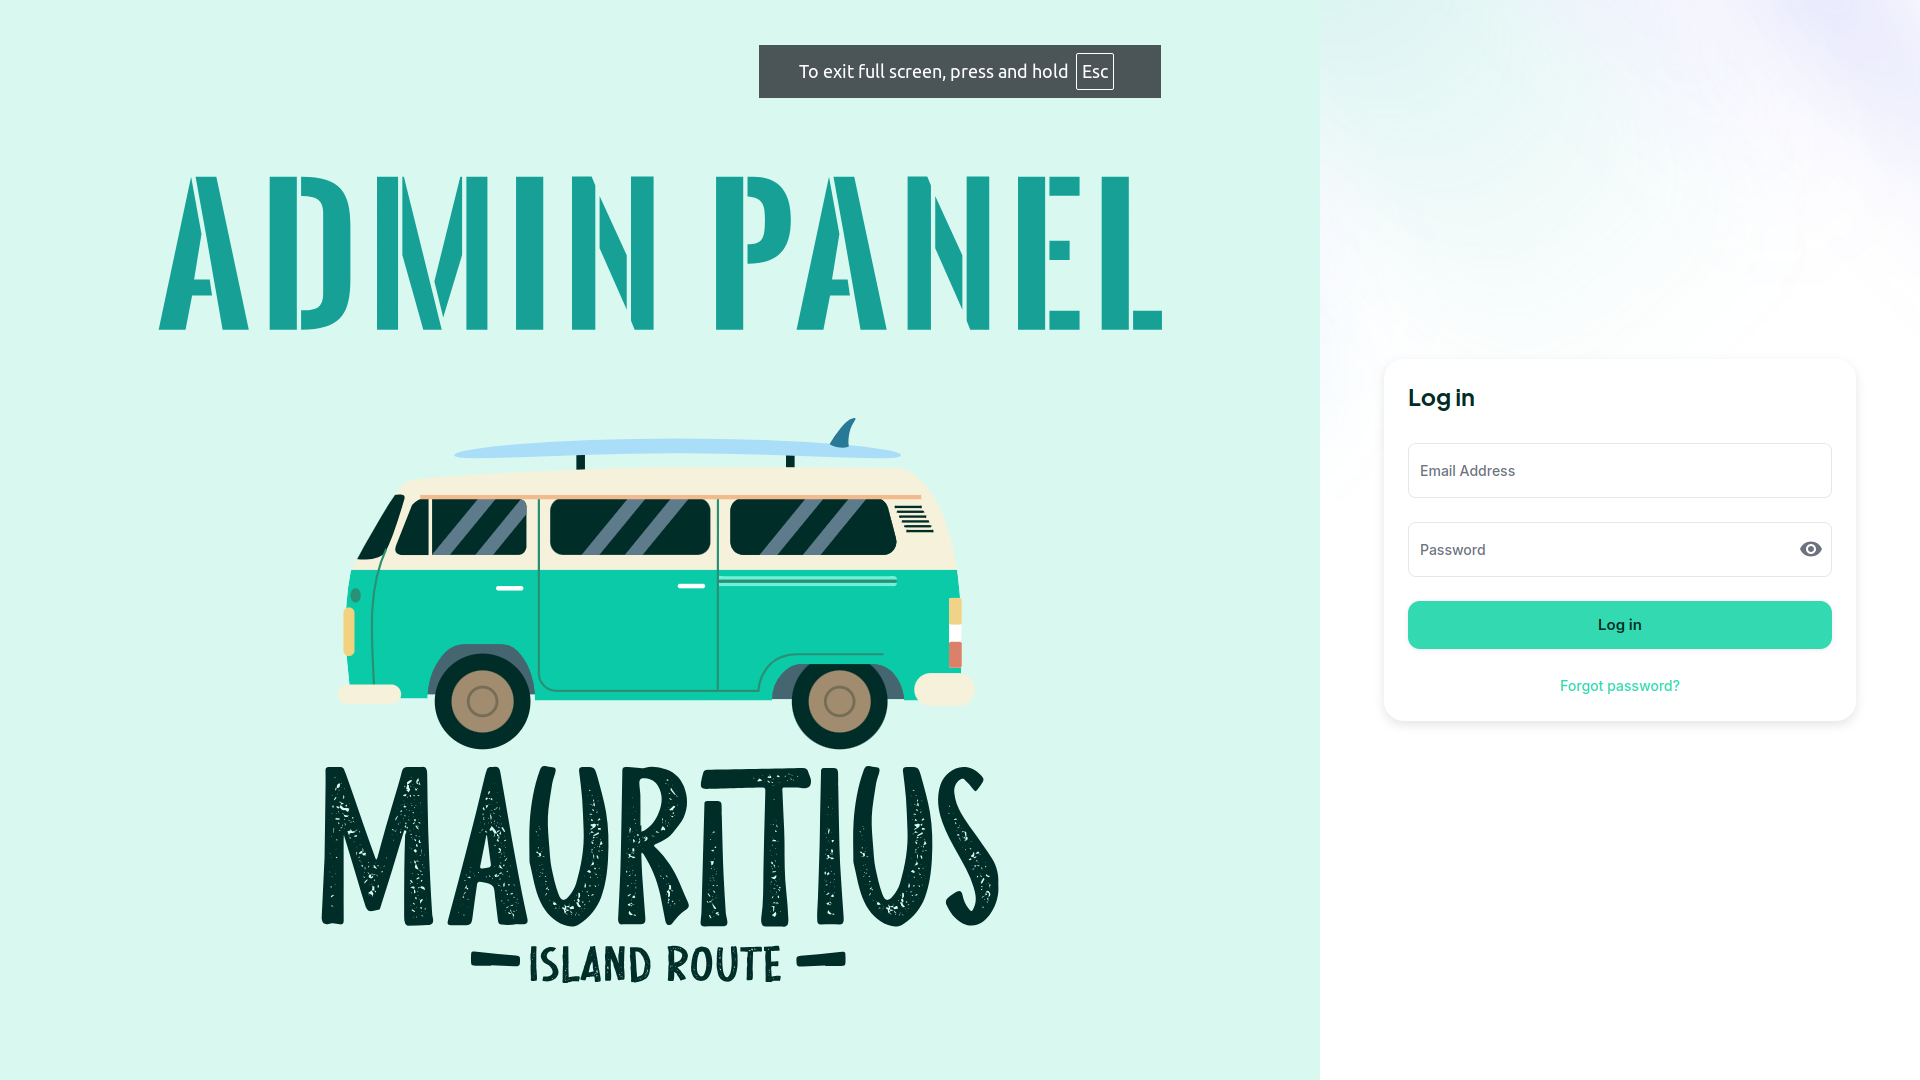 To exit full screen, press and hold Esc
ADMIN PANEL
MAURITIUS
ISLAND ROUTE
Log in
Email Address
Password
Log in
Forgot password?